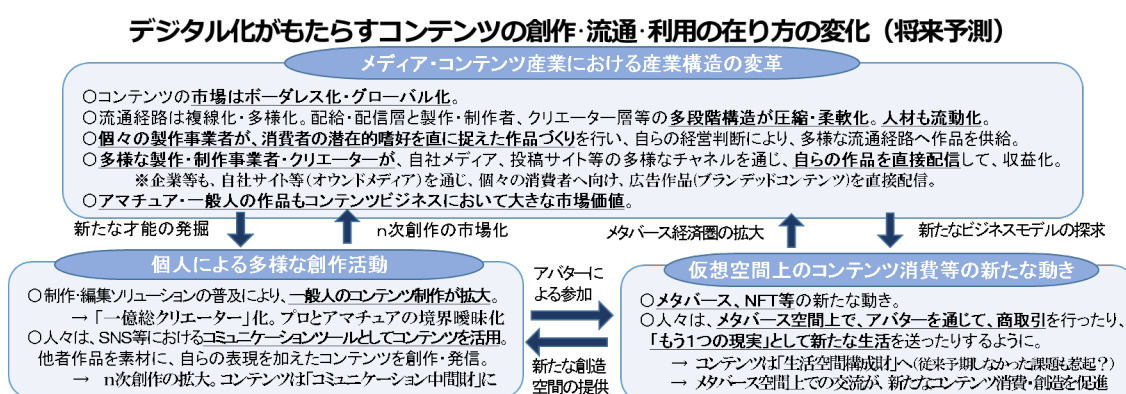 デジタル化がもたらすコンテンツの創作･流通･利用の在り方の変化（将来予測）
メディア・コンテンツ産業における産業構造の変革
○コンテンツの市場はボーダレス化・グローバル化。
○流通経路は複線化・多様化。配給・配信層と製作・制作者、クリエーター層等の多段階構造が圧縮・柔軟化。人材も流動化。
○個々の製作事業者が、消費者の潜在的嗜好を直に捉えた作品づくりを行い、自らの経営判断により、多様な流通経路へ作品を供給。
○多様な製作・制作事業者・クリエーターが、自社メディア、投稿サイト等の多様なチャネルを通じ、自らの作品を直接配信して、収益化。
※企業等も、自社サイト等（オウンドメディア）を通じ、個々の消費者へ向け、広告作品(ブランデッドコンテンツ)を直接配信。
○アマチュア・一般人の作品もコンテンツビジネスにおいて大きな市場価値。
新たな才能の発掘
n次創作の市場化
メタバース経済圏の拡大
新たなビジネスモデルの探求
個人による多様な創作活動
○制作・編集ソリューションの普及により、一般人のコンテンツ制作が拡大。
→ 「一億総クリエーター」化。プロとアマチュアの境界曖昧化
○人々は、SNS等におけるコミュニケーションツールとしてコンテンツを活用。
他者作品を素材に、自らの表現を加えたコンテンツを創作・発信。
→ n次創作の拡大。コンテンツは「コミュニケーション中間財」に
アバターに
よる参加
新たな創造
空間の提供
仮想空間上のコンテンツ消費等の新たな動き
○メタバース、NFT等の新たな動き。
○人々は、メタバース空間上で、アバターを通じて、商取引を行ったり、
「もう１つの現実」として新たな生活を送ったりするように。
→ コンテンツは「生活空間構成財」へ(従来予期しなかった課題も惹起？)
→ メタバース空間上での交流が、新たなコンテンツ消費・創造を促進